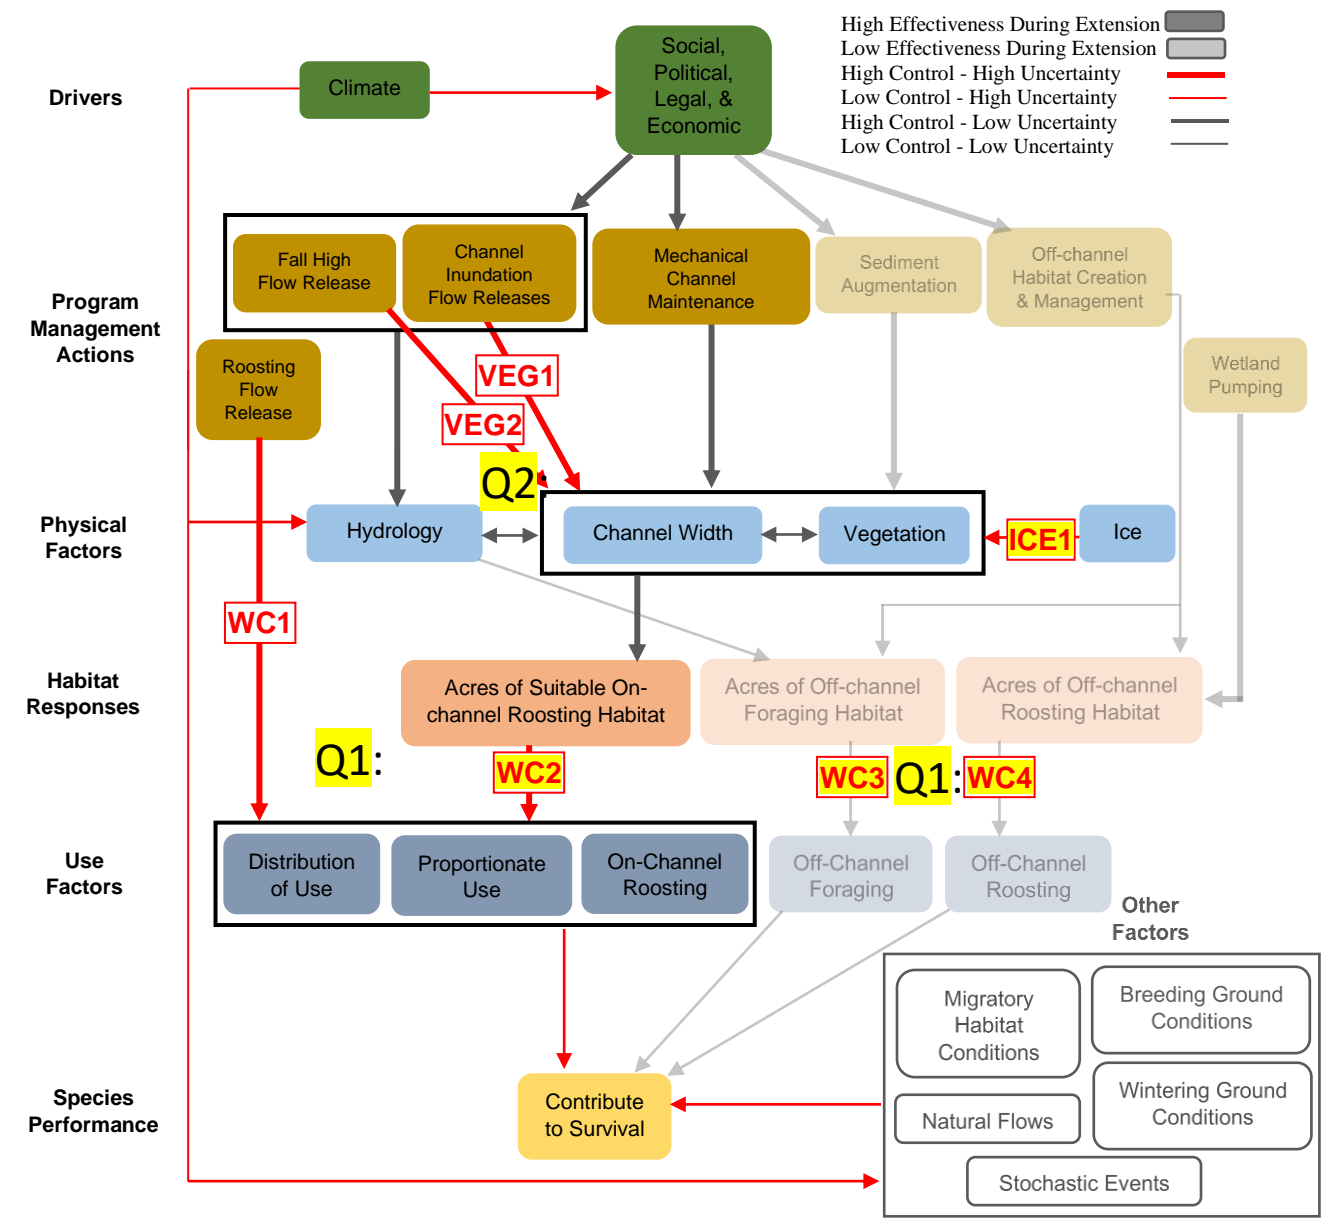 High Effectiveness During Extension
Low Effectiveness During Extension
High Control - High Uncertainty
Low Control - High Uncertainty
High Control - Low Uncertainty
Low Control - Low Uncertainty
Drivers
Climate
Social,
Political,
Legal, &
Economic
Program
Management
Actions
Fall High
Flow Release
Channel
Inundation
Flow Releases
Mechanical
Channel
Maintenance
Sediment
Augmentation
Off-channel
Habitat Creation
& Management
Roosting
Flow
Release
Wetland
Pumping
VEG1
VEG2
Q2:
Physical
Factors
Hydrology
Channel Width
Vegetation
ICE1
Ice
WC1
Habitat
Responses
Acres of Suitable On-
channel Roosting Habitat
Acres of Off-channel
Foraging Habitat
Acres of Off-channel
Roosting Habitat
Q1:
WC2
WC3
Q1:
WC4
Use
Factors
Distribution
of Use
Proportionate
Use
On-Channel
Roosting
Off-Channel
Foraging
Off-Channel
Roosting
Other
Factors
Migratory
Habitat
Conditions
Breeding Ground
Conditions
Natural Flows
Wintering Ground
Conditions
Stochastic Events
Species
Performance
Contribute
to Survival